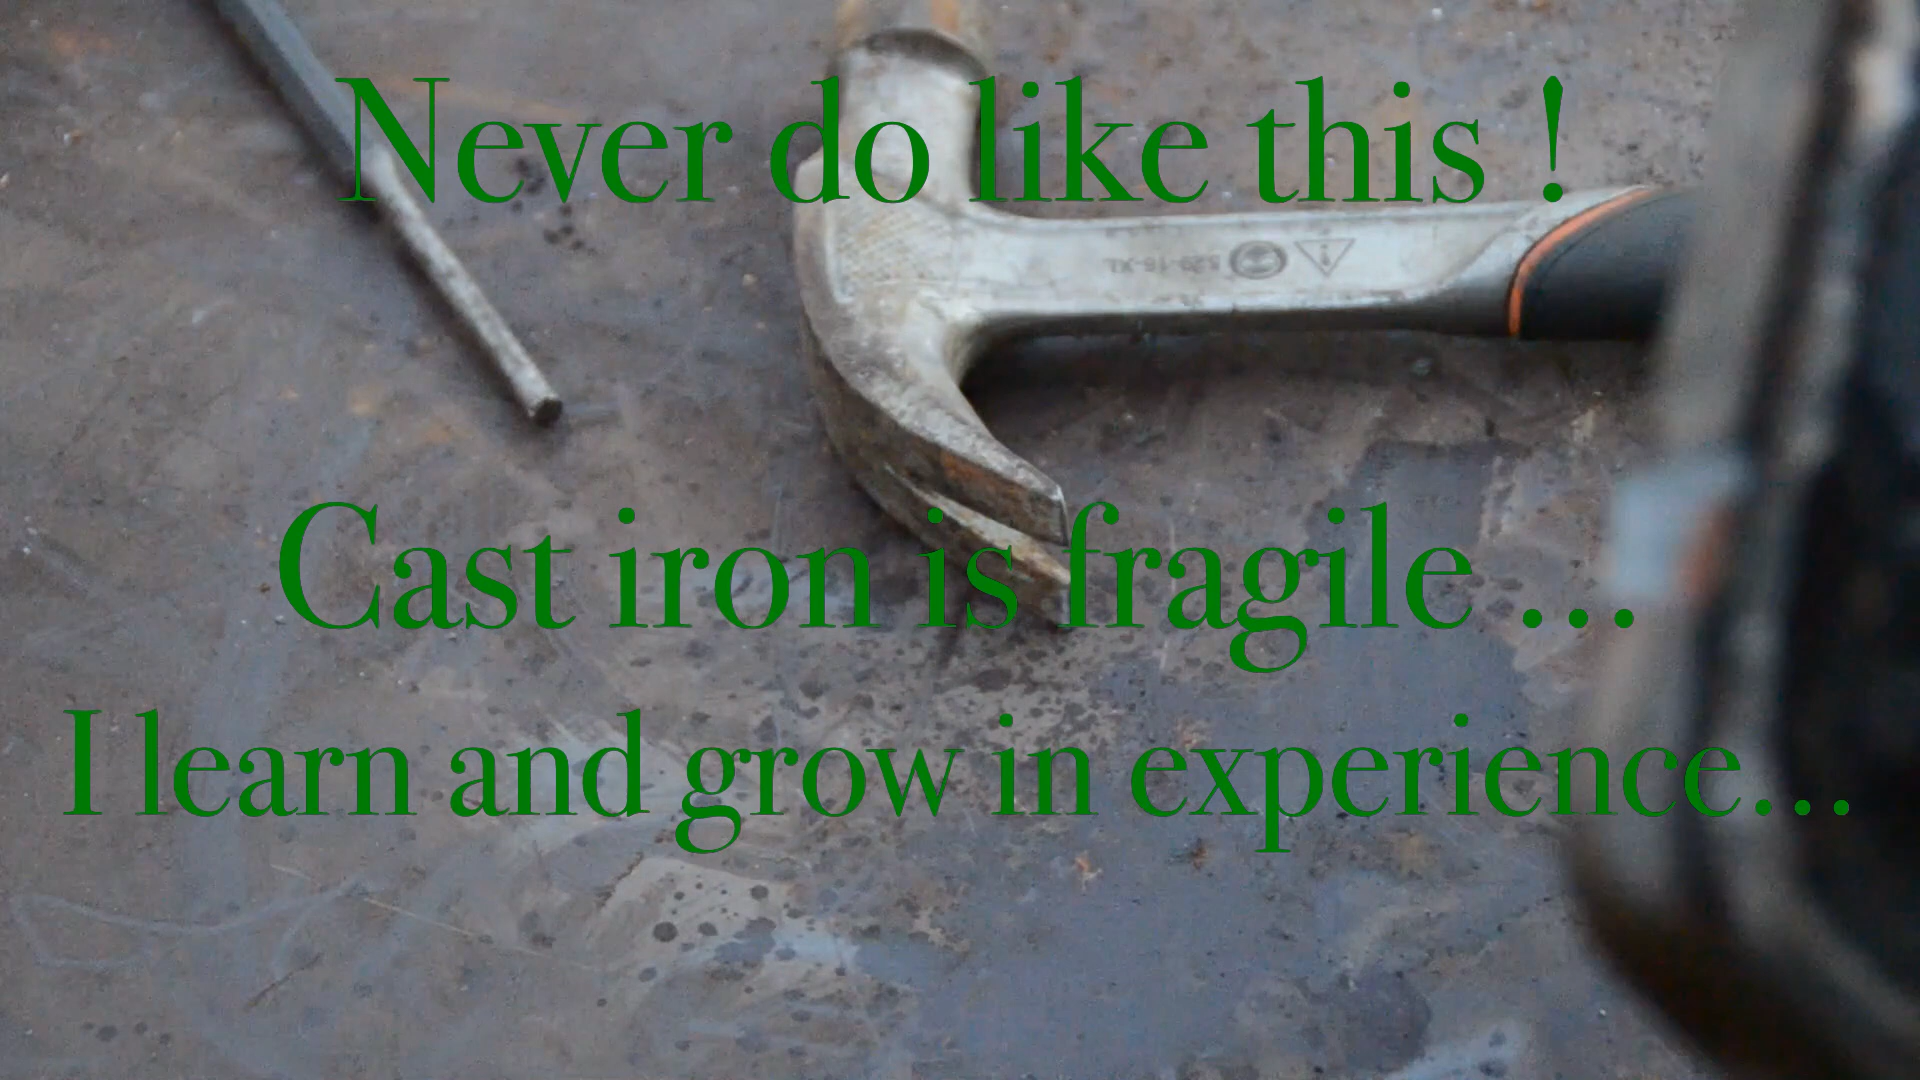 Never do like this !
Cast iron is fragile ...
I learn and grow in experience...